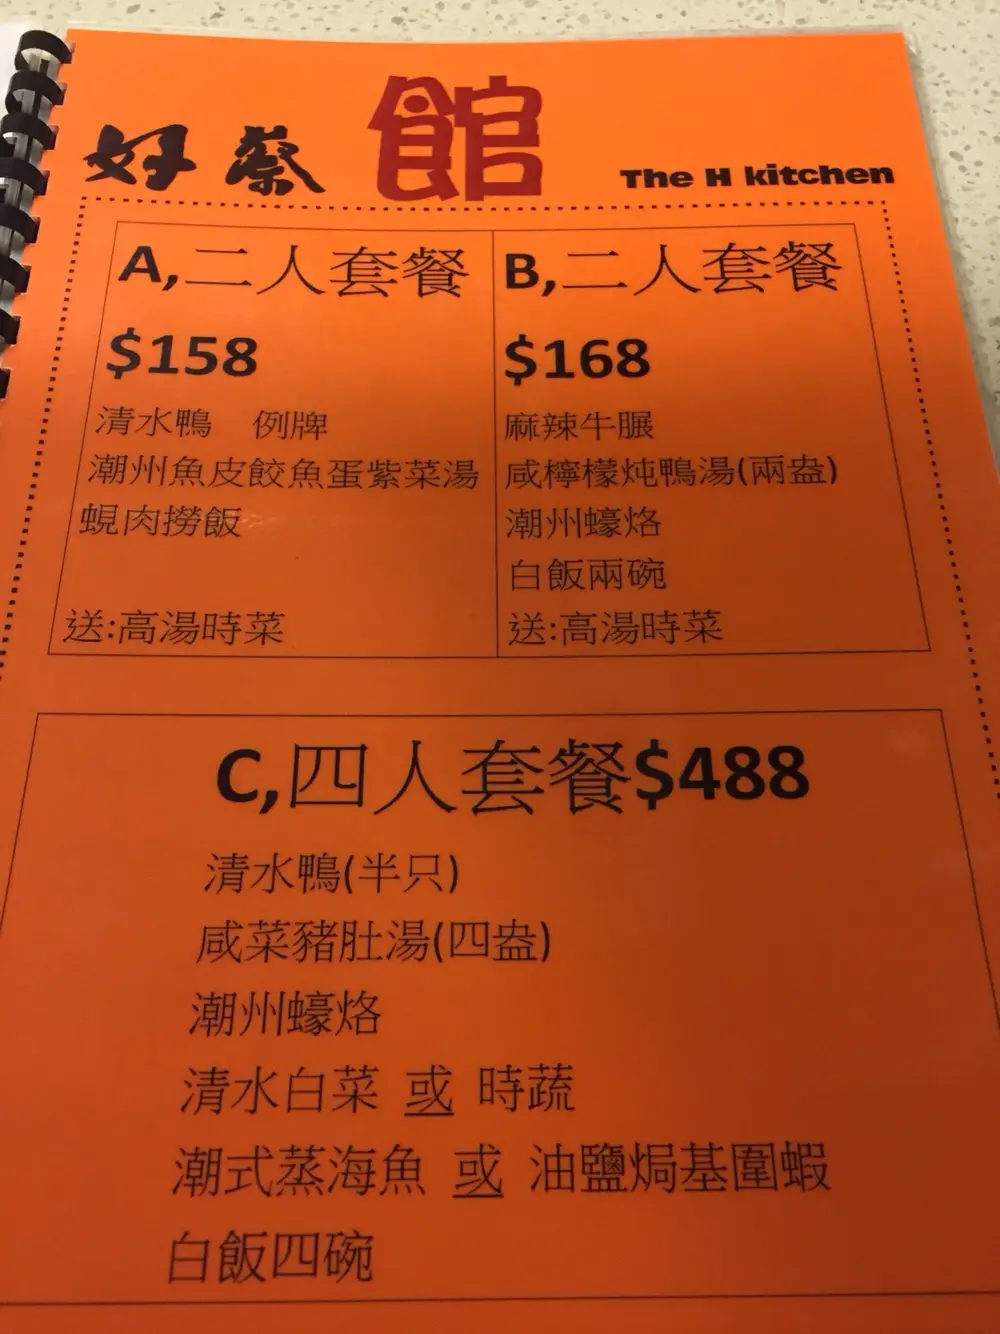 好蔡館 The H kitchen
A,二人套餐
$158
清水鴨 例牌
潮州魚皮餃魚蛋紫菜湯
蜆肉撈飯
送:高湯時菜
B,二人套餐
$168
麻辣牛𦟌
咸檸檬炖鴨湯(兩盅)
潮州蠔烙
白飯兩碗
送:高湯時菜
C,四人套餐$488
清水鴨(半只)
咸菜豬肚湯(四盅)
潮州蠔烙
清水白菜 或 時蔬
潮式蒸海魚 或 油鹽焗基圍蝦
白飯四碗